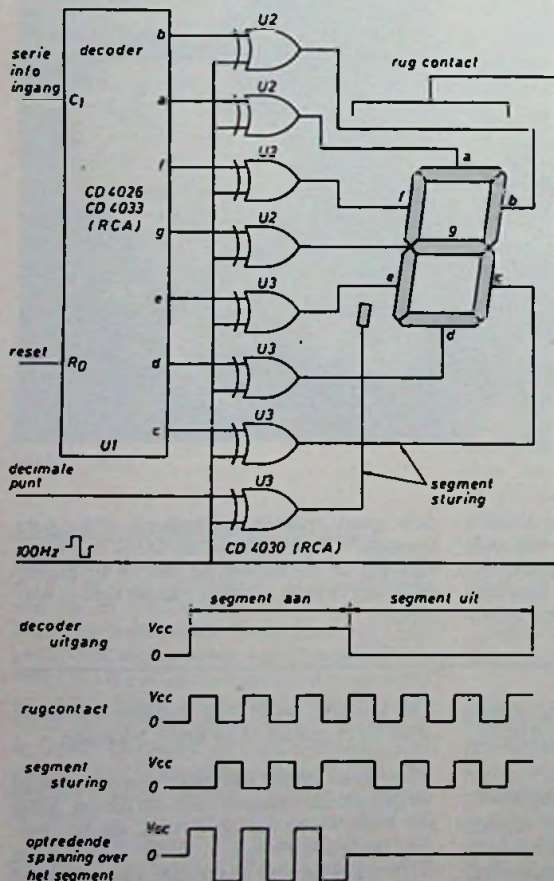 U2
b
decoder
serie
info
ingang
C1
rug contact
U2
a
a
U2
f
f
b
CD 4026
CD 4033
(RCA)
g
U2
g
U3
e
e
c
reset
R0
d
U3
d
c
U3
U1
segment
sturing
decimale
punt
U3
100Hz
CD 4030 (RCA)
segment aan
segment uit
decoder
uitgang
Vcc
0
rugcontact
Vcc
0
segment
sturing
Vcc
0
optredende
spanning over
het segment
Vcc
0